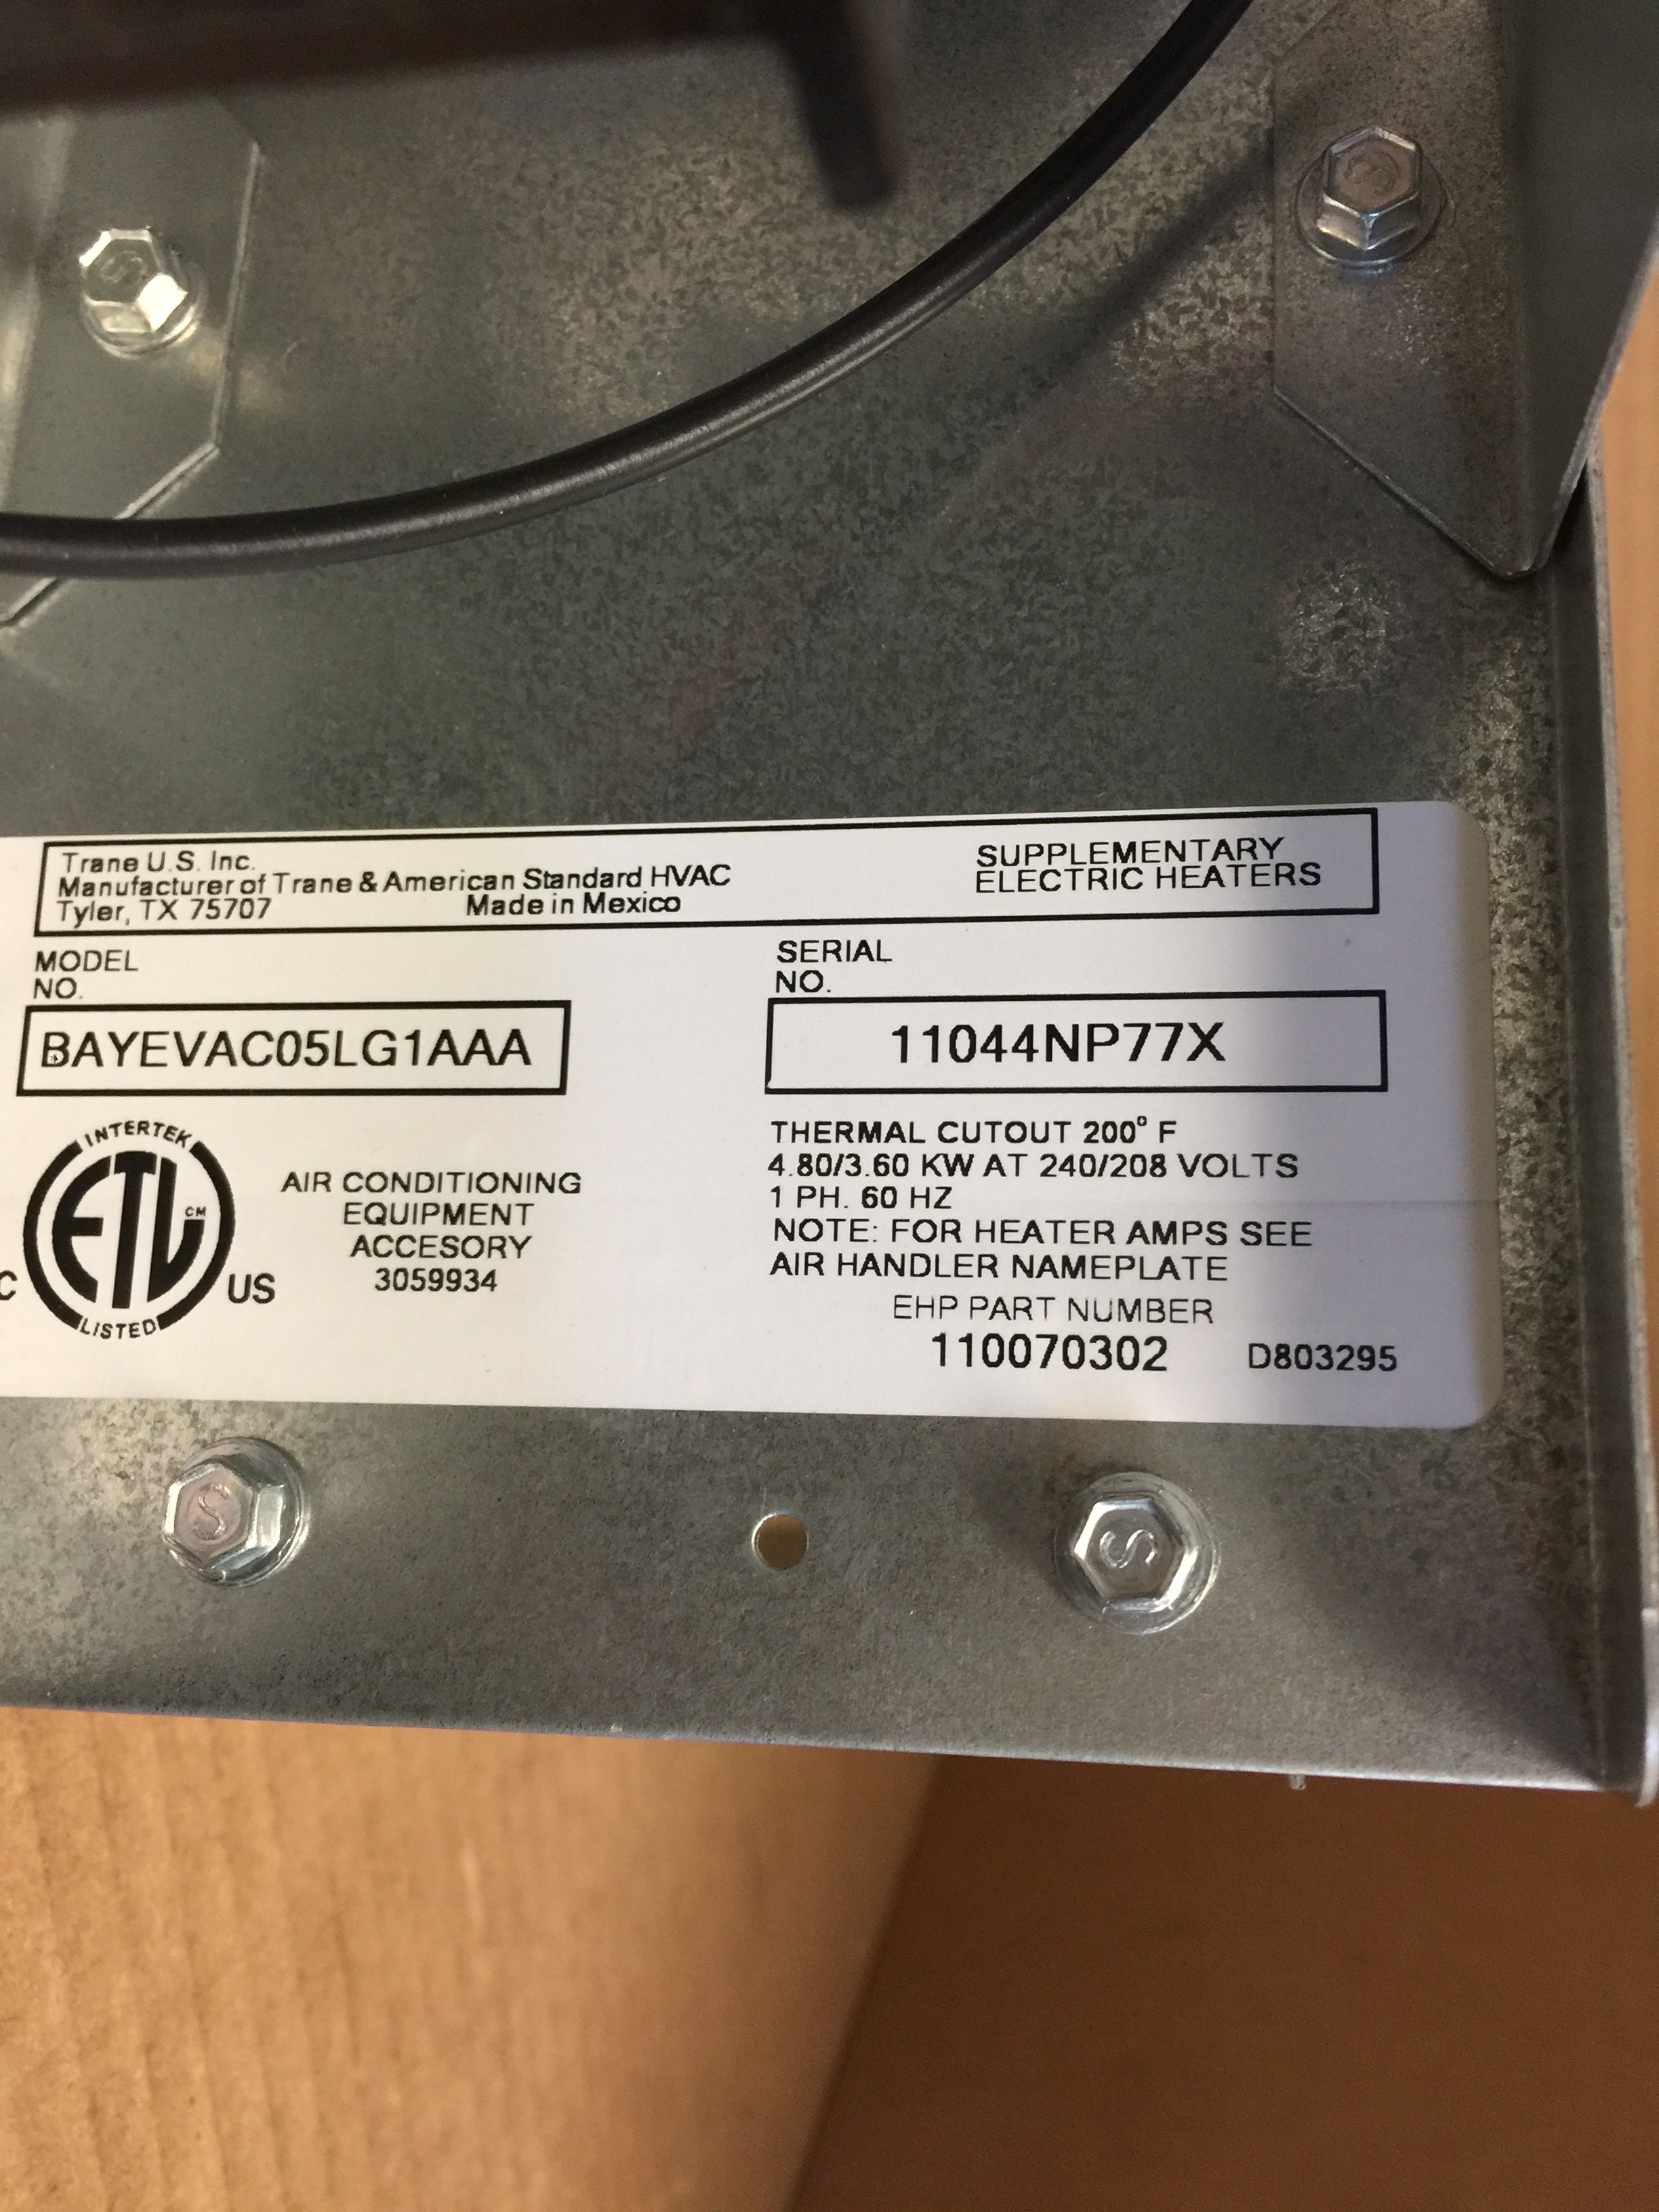 Trane U.S. Inc.
Manufacturer of Trane & American Standard HVAC
Tyler, TX 75707 Made in Mexico
SUPPLEMENTARY
ELECTRIC HEATERS
MODEL
NO.
BAYEVAC05LG1AAA
SERIAL
NO.
11044NP77X
INTERTEK
ETL CM
LISTED
C US
AIR CONDITIONING
EQUIPMENT
ACCESORY
3059934
THERMAL CUTOUT 200° F
4.80/3.60 KW AT 240/208 VOLTS
1 PH. 60 HZ
NOTE: FOR HEATER AMPS SEE
AIR HANDLER NAMEPLATE
EHP PART NUMBER
110070302 D803295
S
S
S